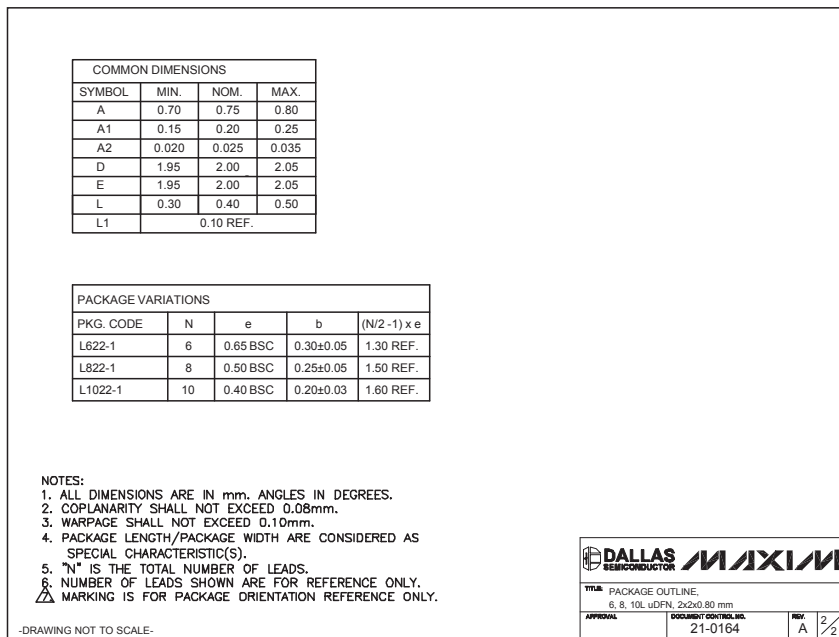 COMMON DIMENSIONS
SYMBOL MIN. NOM. MAX.
A 0.70 0.75 0.80
A1 0.15 0.20 0.25
A2 0.020 0.025 0.035
D 1.95 2.00 2.05
E 1.95 2.00 2.05
L 0.30 0.40 0.50
L1 0.10 REF.
PACKAGE VARIATIONS
PKG. CODE N e b (N/2 -1) x e
L622-1 6 0.65 BSC 0.30±0.05 1.30 REF.
L822-1 8 0.50 BSC 0.25±0.05 1.50 REF.
L1022-1 10 0.40 BSC 0.20±0.03 1.60 REF.
NOTES:
1. ALL DIMENSIONS ARE IN mm. ANGLES IN DEGREES.
2. COPLANARITY SHALL NOT EXCEED 0.08mm.
3. WARPAGE SHALL NOT EXCEED 0.10mm.
4. PACKAGE LENGTH/PACKAGE WIDTH ARE CONSIDERED AS
SPECIAL CHARACTERISTIC(S).
5. "N" IS THE TOTAL NUMBER OF LEADS.
6. NUMBER OF LEADS SHOWN ARE FOR REFERENCE ONLY.
7 MARKING IS FOR PACKAGE ORIENTATION REFERENCE ONLY.
-DRAWING NOT TO SCALE-
DALLAS SEMICONDUCTOR MAXIM
TITLE: PACKAGE OUTLINE,
6, 8, 10L uDFN, 2x2x0.80 mm
APPROVAL DOCUMENT CONTROL NO. REV.
21-0164 A 2/2